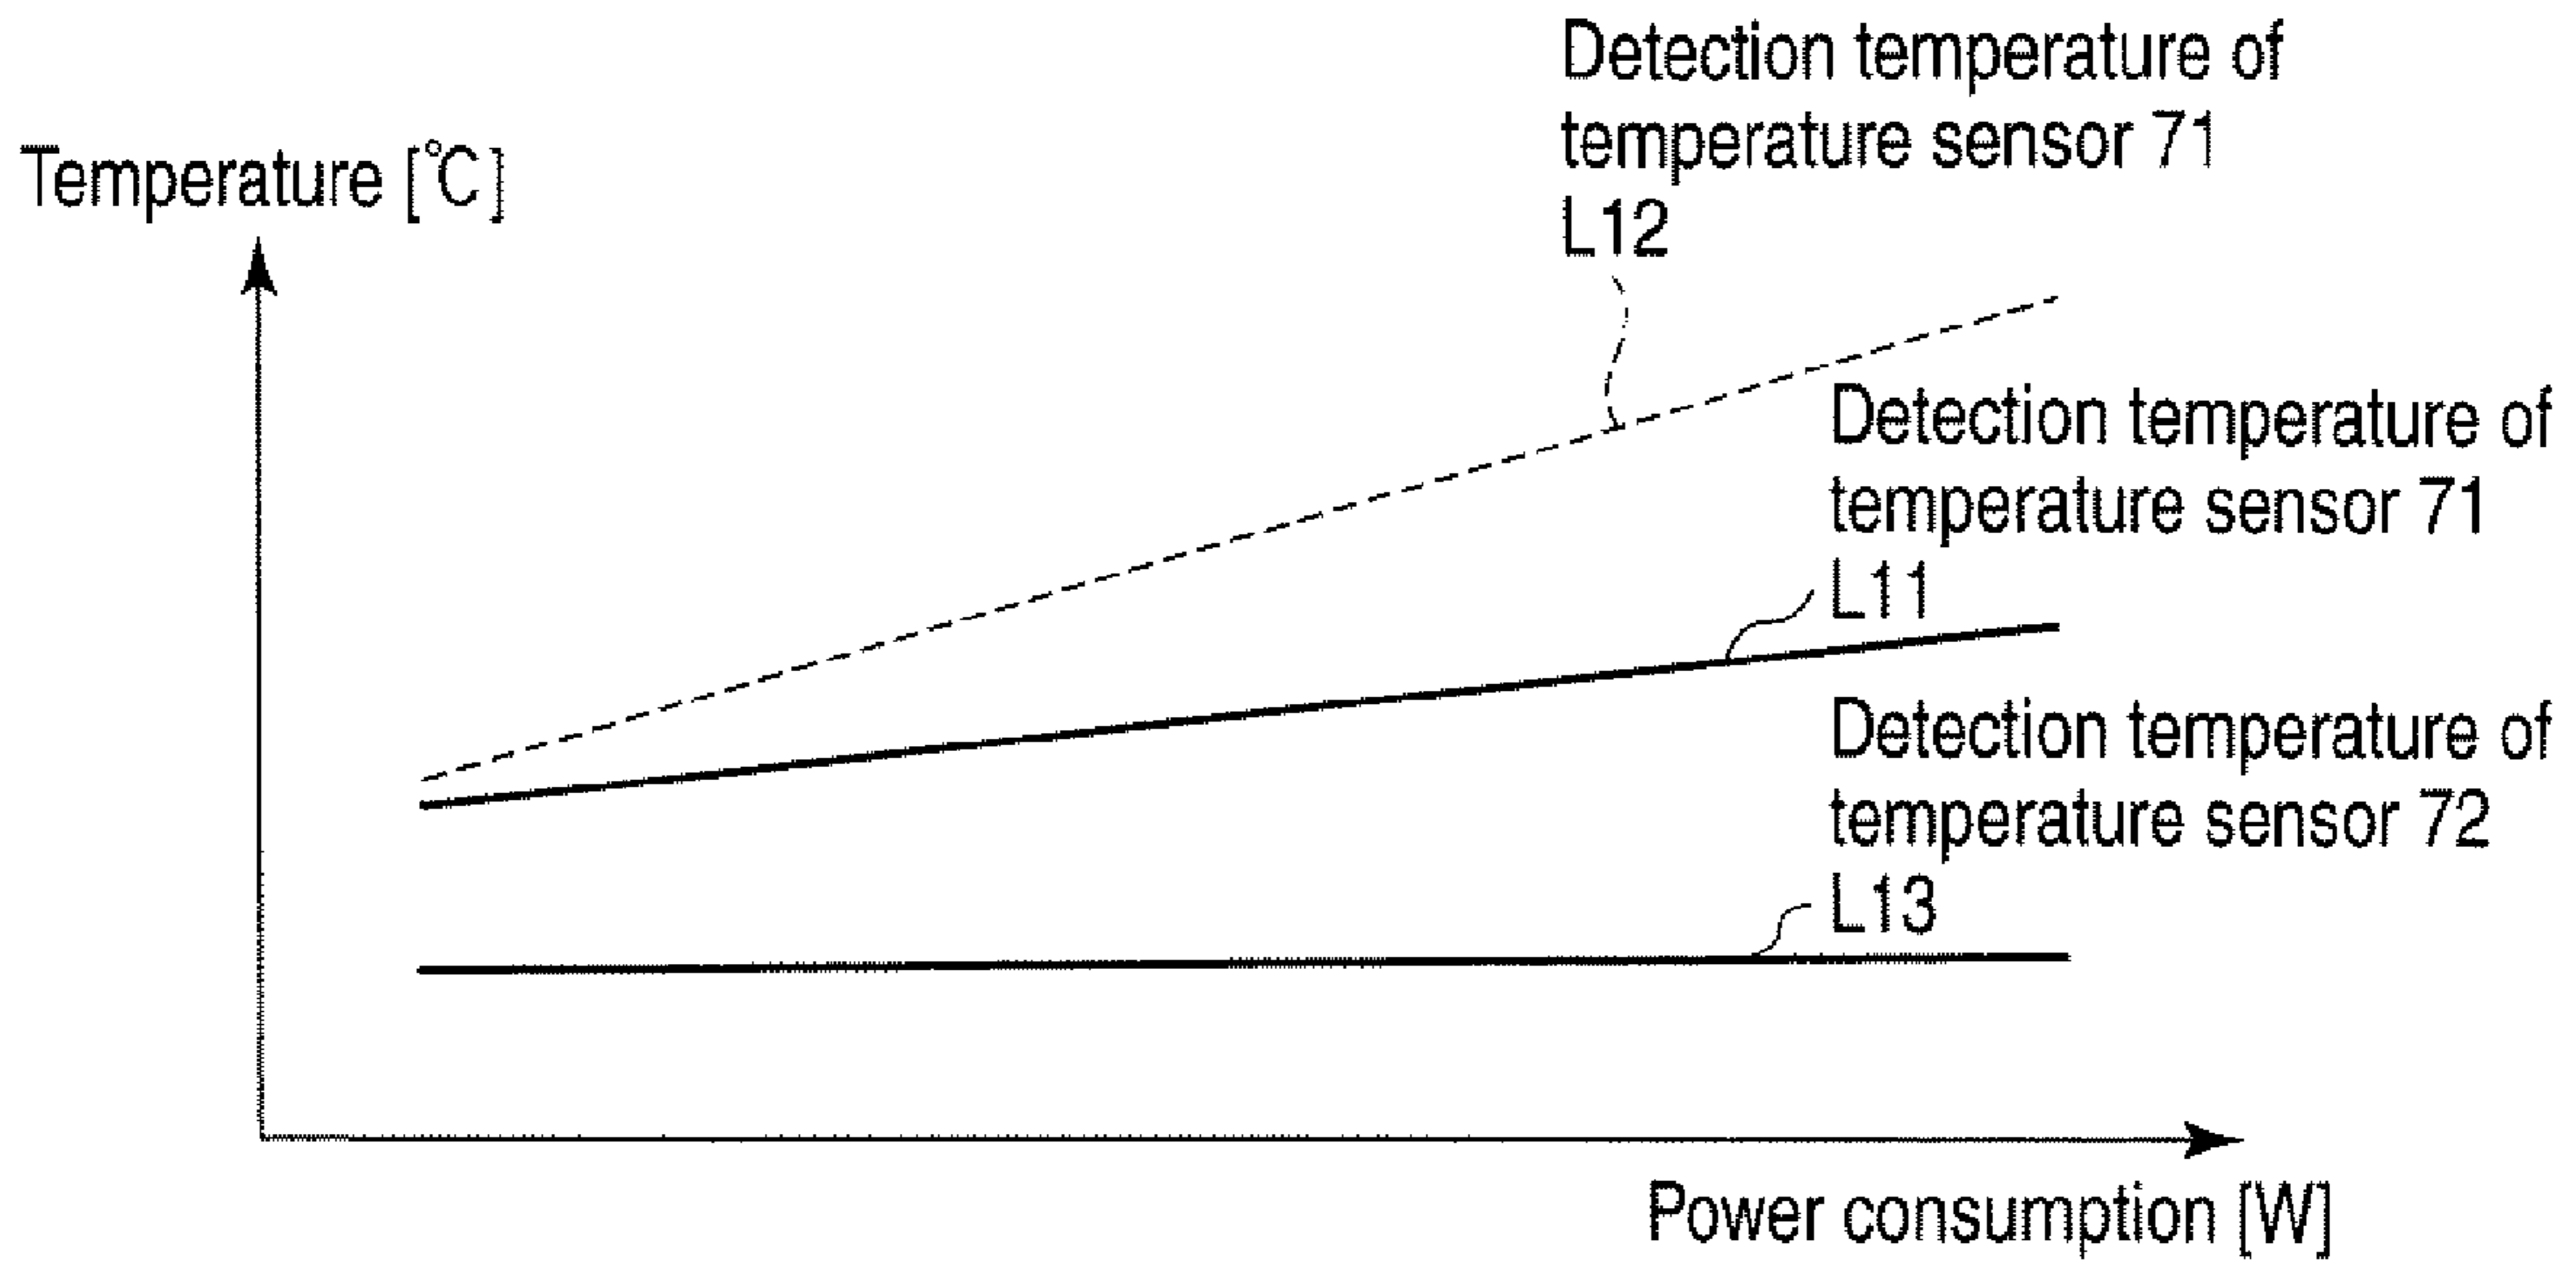 Detection temperature of
temperature sensor 71
L12
Temperature [℃]
Detection temperature of
temperature sensor 71
L11
Detection temperature of
temperature sensor 72
L13
Power consumption [W]